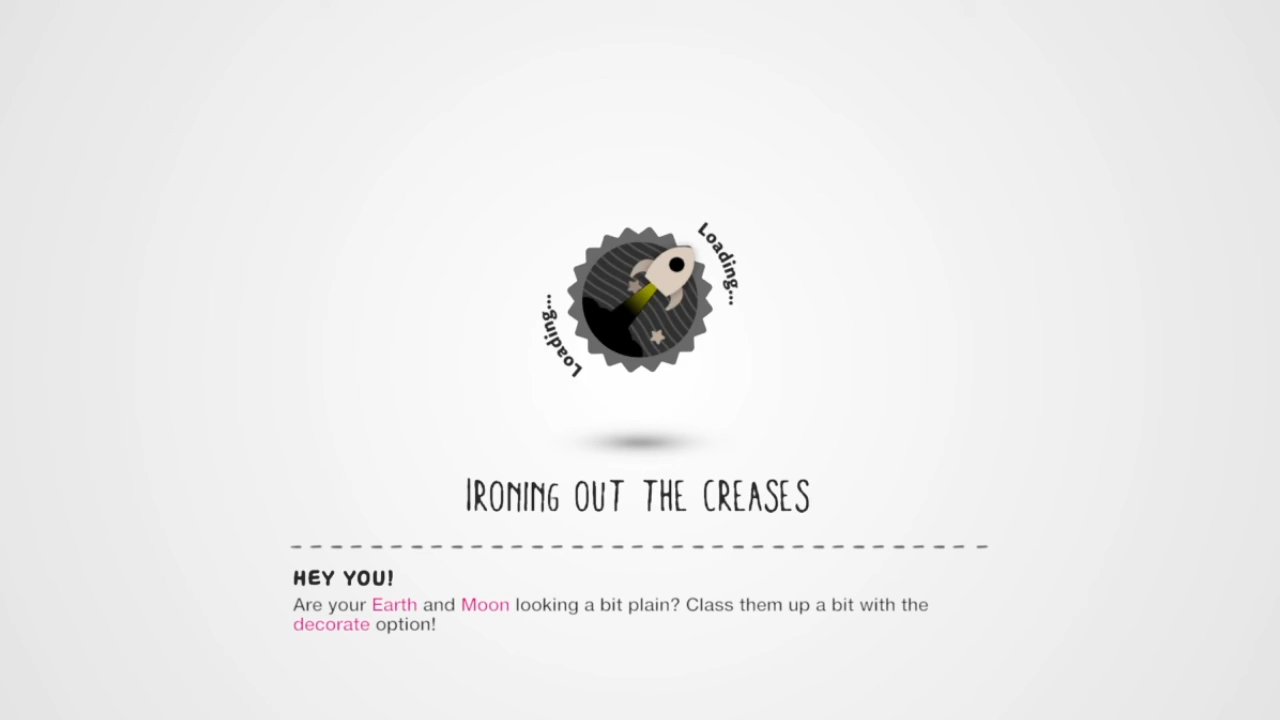 Loading...
Loading...
IRONING OUT THE CREASES
HEY YOU!
Are your Earth and Moon looking a bit plain? Class them up a bit with the
decorate option!